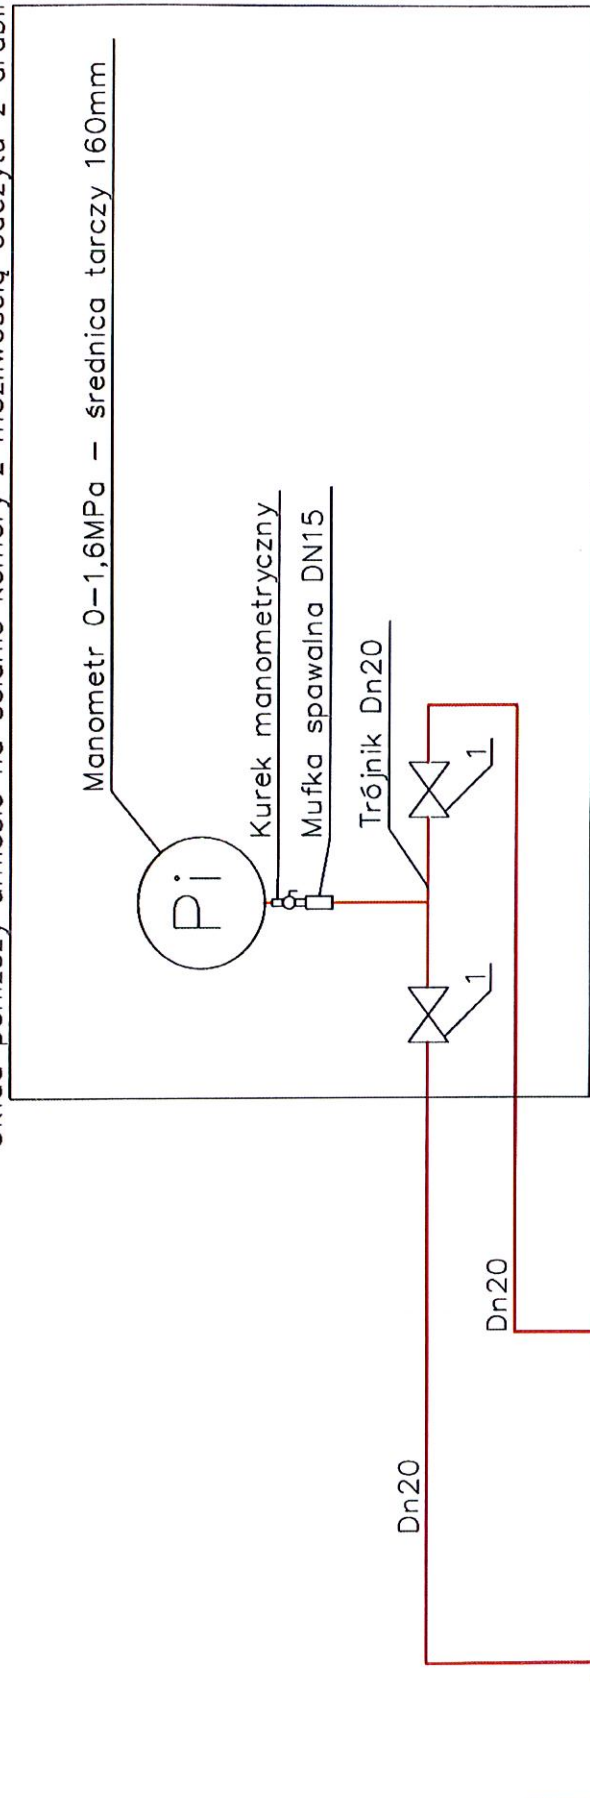 Manometr 0-1,6MPa - średnica tarczy 160mm
Pi
Kurek manometryczny
Mufka spawalna DN15
Trójnik Dn20
1
1
Dn20
Dn20